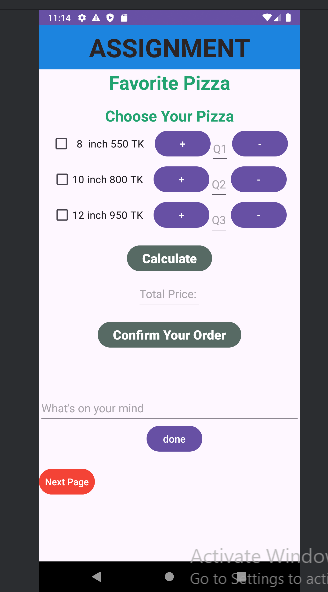 11:14
ASSIGNMENT
Favorite Pizza
Choose Your Pizza
8 inch 550 TK + Q1 -
10 inch 800 TK + Q2 -
12 inch 950 TK + Q3 -
Calculate
Total Price:
Confirm Your Order
What's on your mind
done
Next Page
Activate Window
Go to Settings to acti